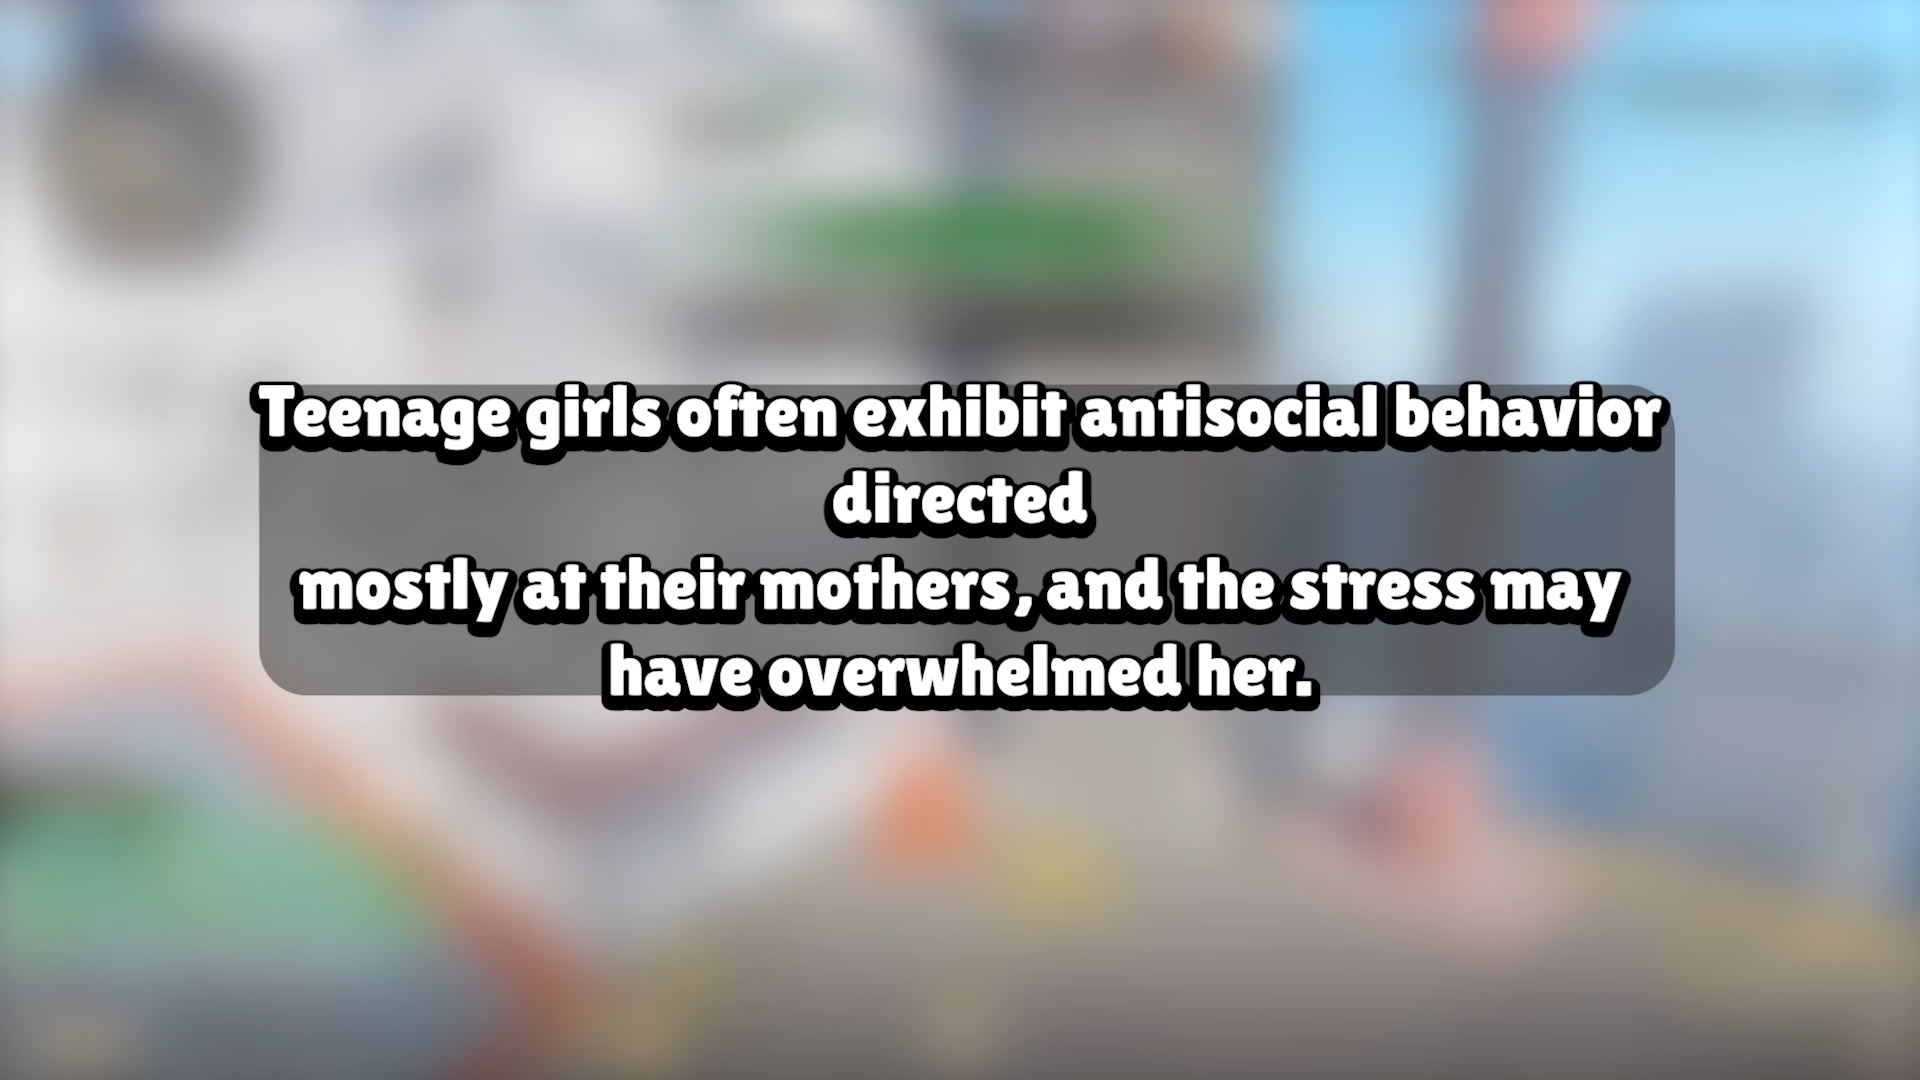 Teenage girls often exhibit antisocial behavior
directed
mostly at their mothers, and the stress may
have overwhelmed her.